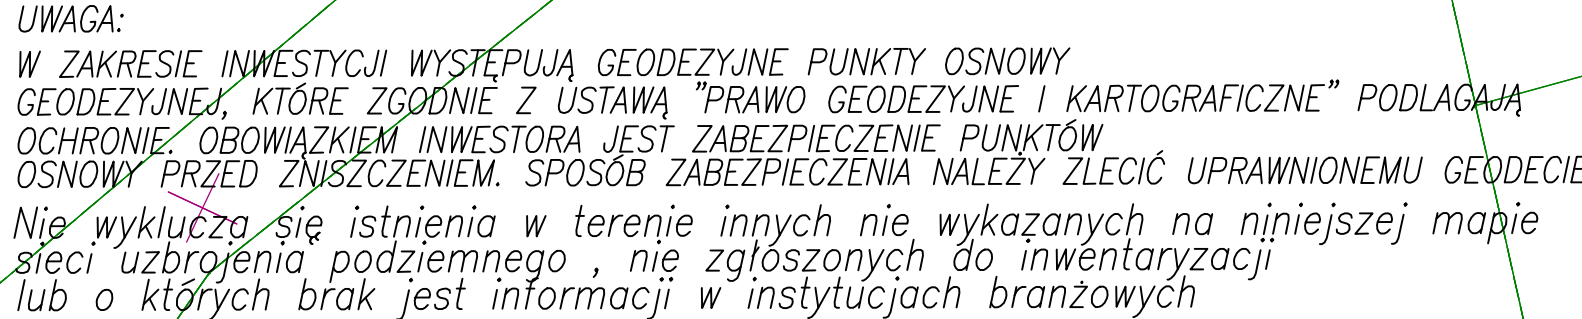 UWAGA:
W ZAKRESIE INWESTYCJI WYSTĘPUJĄ GEODEZYJNE PUNKTY OSNOWY
GEODEZYJNEJ, KTÓRE ZGODNIE Z USTAWĄ "PRAWO GEODEZYJNE I KARTOGRAFICZNE" PODLAGAJĄ
OCHRONIE. OBOWIĄZKIEM INWESTORA JEST ZABEZPIECZENIE PUNKTÓW
OSNOWY PRZED ZNISZCZENIEM. SPOSÓB ZABEZPIECZENIA NALEŻY ZLECIĆ UPRAWNIONEMU GEODECIE
Nie wyklucza się istnienia w terenie innych nie wykazanych na niniejszej mapie
sieci uzbrojenia podziemnego , nie zgłoszonych do inwentaryzacji
lub o których brak jest informacji w instytucjach branżowych